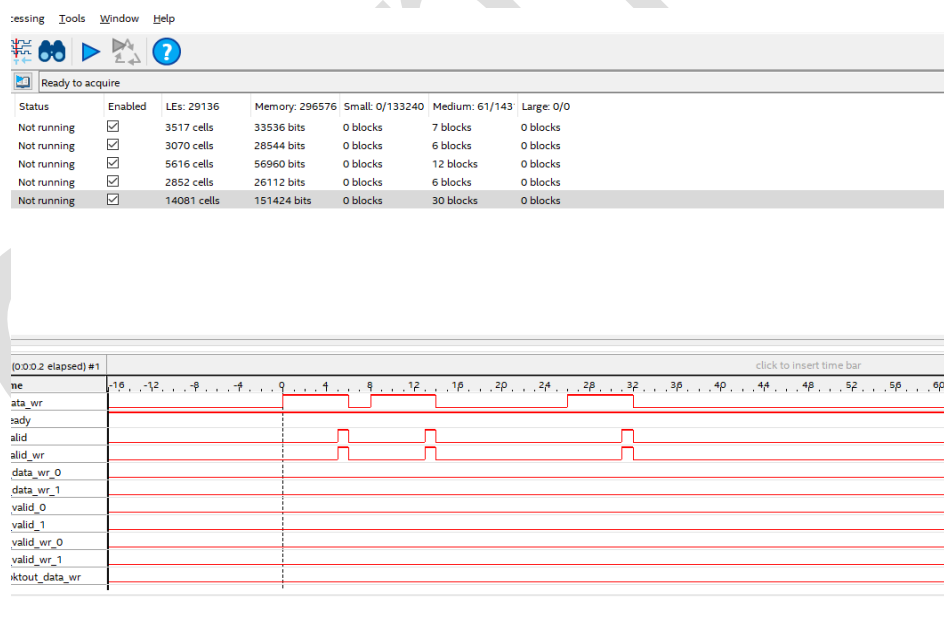 cessing Tools Window Help
Ready to acquire
Status Enabled LEs: 29136 Memory: 296576 Small: 0/133240 Medium: 61/143 Large: 0/0
Not running 3517 cells 33536 bits 0 blocks 7 blocks 0 blocks
Not running 3070 cells 28544 bits 0 blocks 6 blocks 0 blocks
Not running 5616 cells 56960 bits 0 blocks 12 blocks 0 blocks
Not running 2852 cells 26112 bits 0 blocks 6 blocks 0 blocks
Not running 14081 cells 151424 bits 0 blocks 30 blocks 0 blocks
(0:0:0.2 elapsed) #1 click to insert time bar
me -16 -12 -8 -4 0 4 8 12 16 20 24 28 32 36 40 44 48 52 56 60
ata_wr
eady
alid
alid_wr
data_wr_0
data_wr_1
valid_0
valid_1
valid_wr_0
valid_wr_1
oktout_data_wr